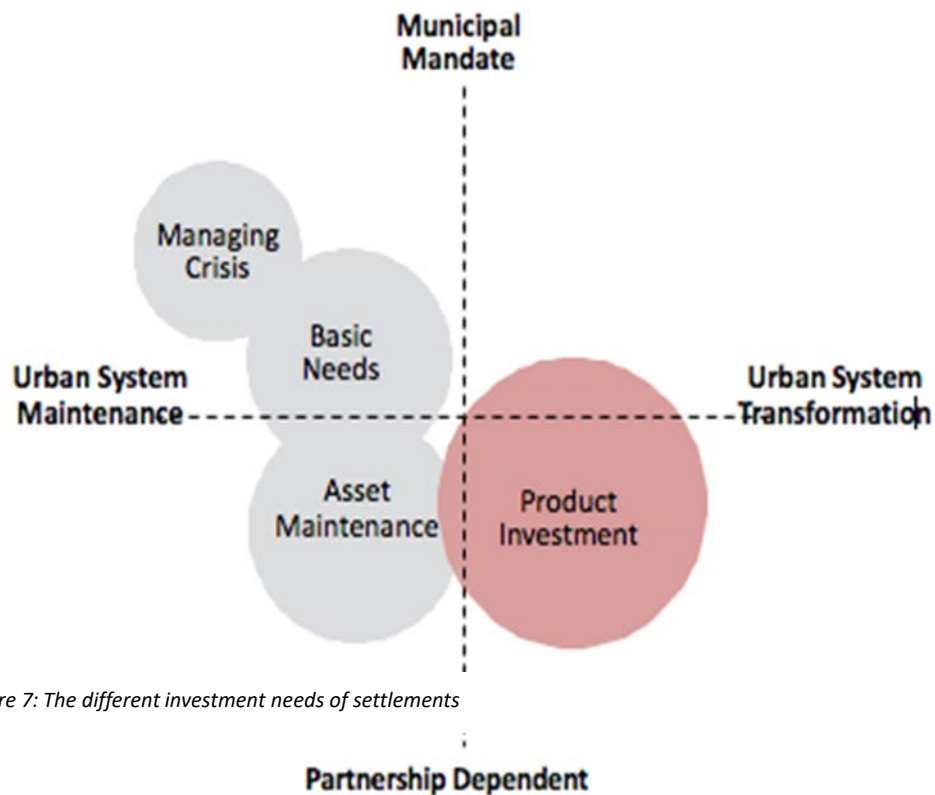 Municipal
Mandate
Managing
Crisis
Basic
Needs
Urban System
Maintenance
Urban System
Transformation
Asset
Maintenance
Product
Investment
re 7: The different investment needs of settlements
Partnership Dependent